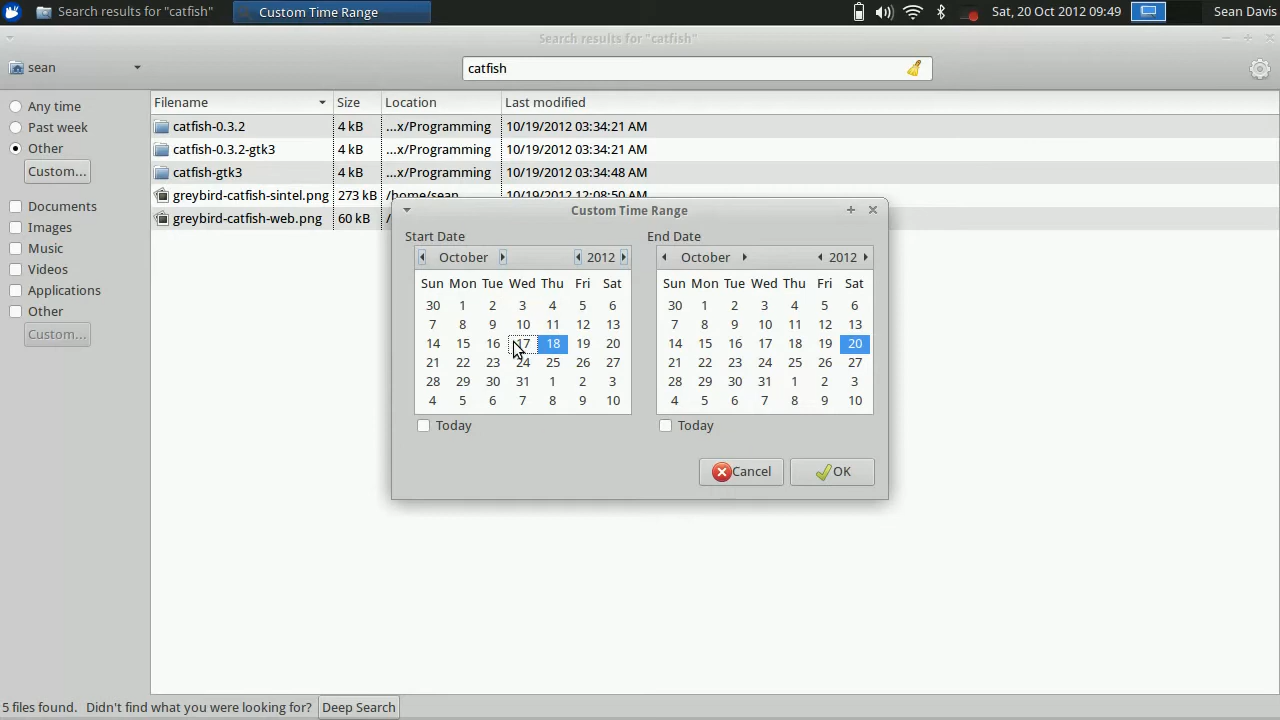 Search results for "catfish"
Custom Time Range
Sat, 20 Oct 2012 09:49
Sean Davis
Search results for "catfish"
sean
catfish
Any time
Past week
Other
Custom...
Documents
Images
Music
Videos
Applications
Other
Custom...
Filename Size Location Last modified
catfish-0.3.2 4 kB ...x/Programming 10/19/2012 03:34:21 AM
catfish-0.3.2-gtk3 4 kB ...x/Programming 10/19/2012 03:34:21 AM
catfish-gtk3 4 kB ...x/Programming 10/19/2012 03:34:48 AM
greybird-catfish-sintel.png 273 kB /home/sean 10/19/2012 12:08:50 AM
greybird-catfish-web.png 60 kB /
Custom Time Range
Start Date
October 2012
Sun Mon Tue Wed Thu Fri Sat
30 1 2 3 4 5 6
7 8 9 10 11 12 13
14 15 16 17 18 19 20
21 22 23 24 25 26 27
28 29 30 31 1 2 3
4 5 6 7 8 9 10
Today
End Date
October 2012
Sun Mon Tue Wed Thu Fri Sat
30 1 2 3 4 5 6
7 8 9 10 11 12 13
14 15 16 17 18 19 20
21 22 23 24 25 26 27
28 29 30 31 1 2 3
4 5 6 7 8 9 10
Today
Cancel
OK
5 files found. Didn't find what you were looking for? Deep Search